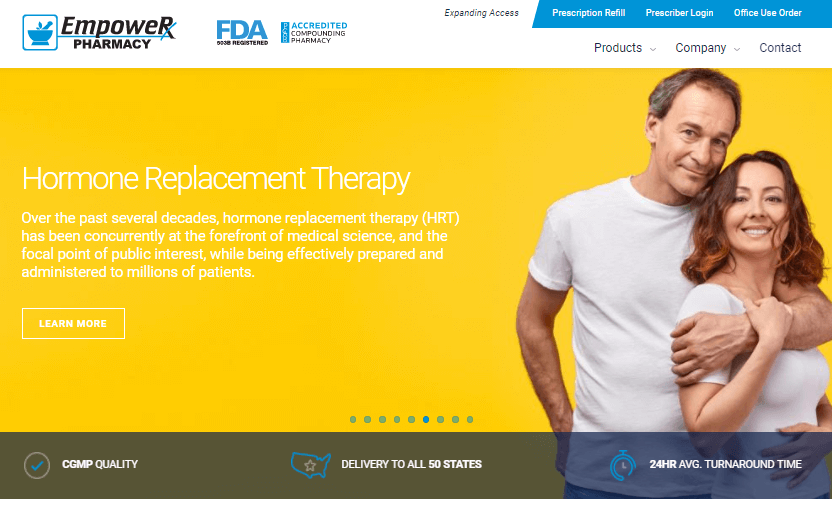 EmpoweR
PHARMACY
FDA
503B REGISTERED
ACCREDITED
COMPOUNDING
PHARMACY
Expanding Access
Prescription Refill
Prescriber Login
Office Use Order
Products
Company
Contact
Hormone Replacement Therapy
Over the past several decades, hormone replacement therapy (HRT)
has been concurrently at the forefront of medical science, and the
focal point of public interest, while being effectively prepared and
administered to millions of patients.
LEARN MORE
CGMP QUALITY
DELIVERY TO ALL 50 STATES
24HR AVG. TURNAROUND TIME